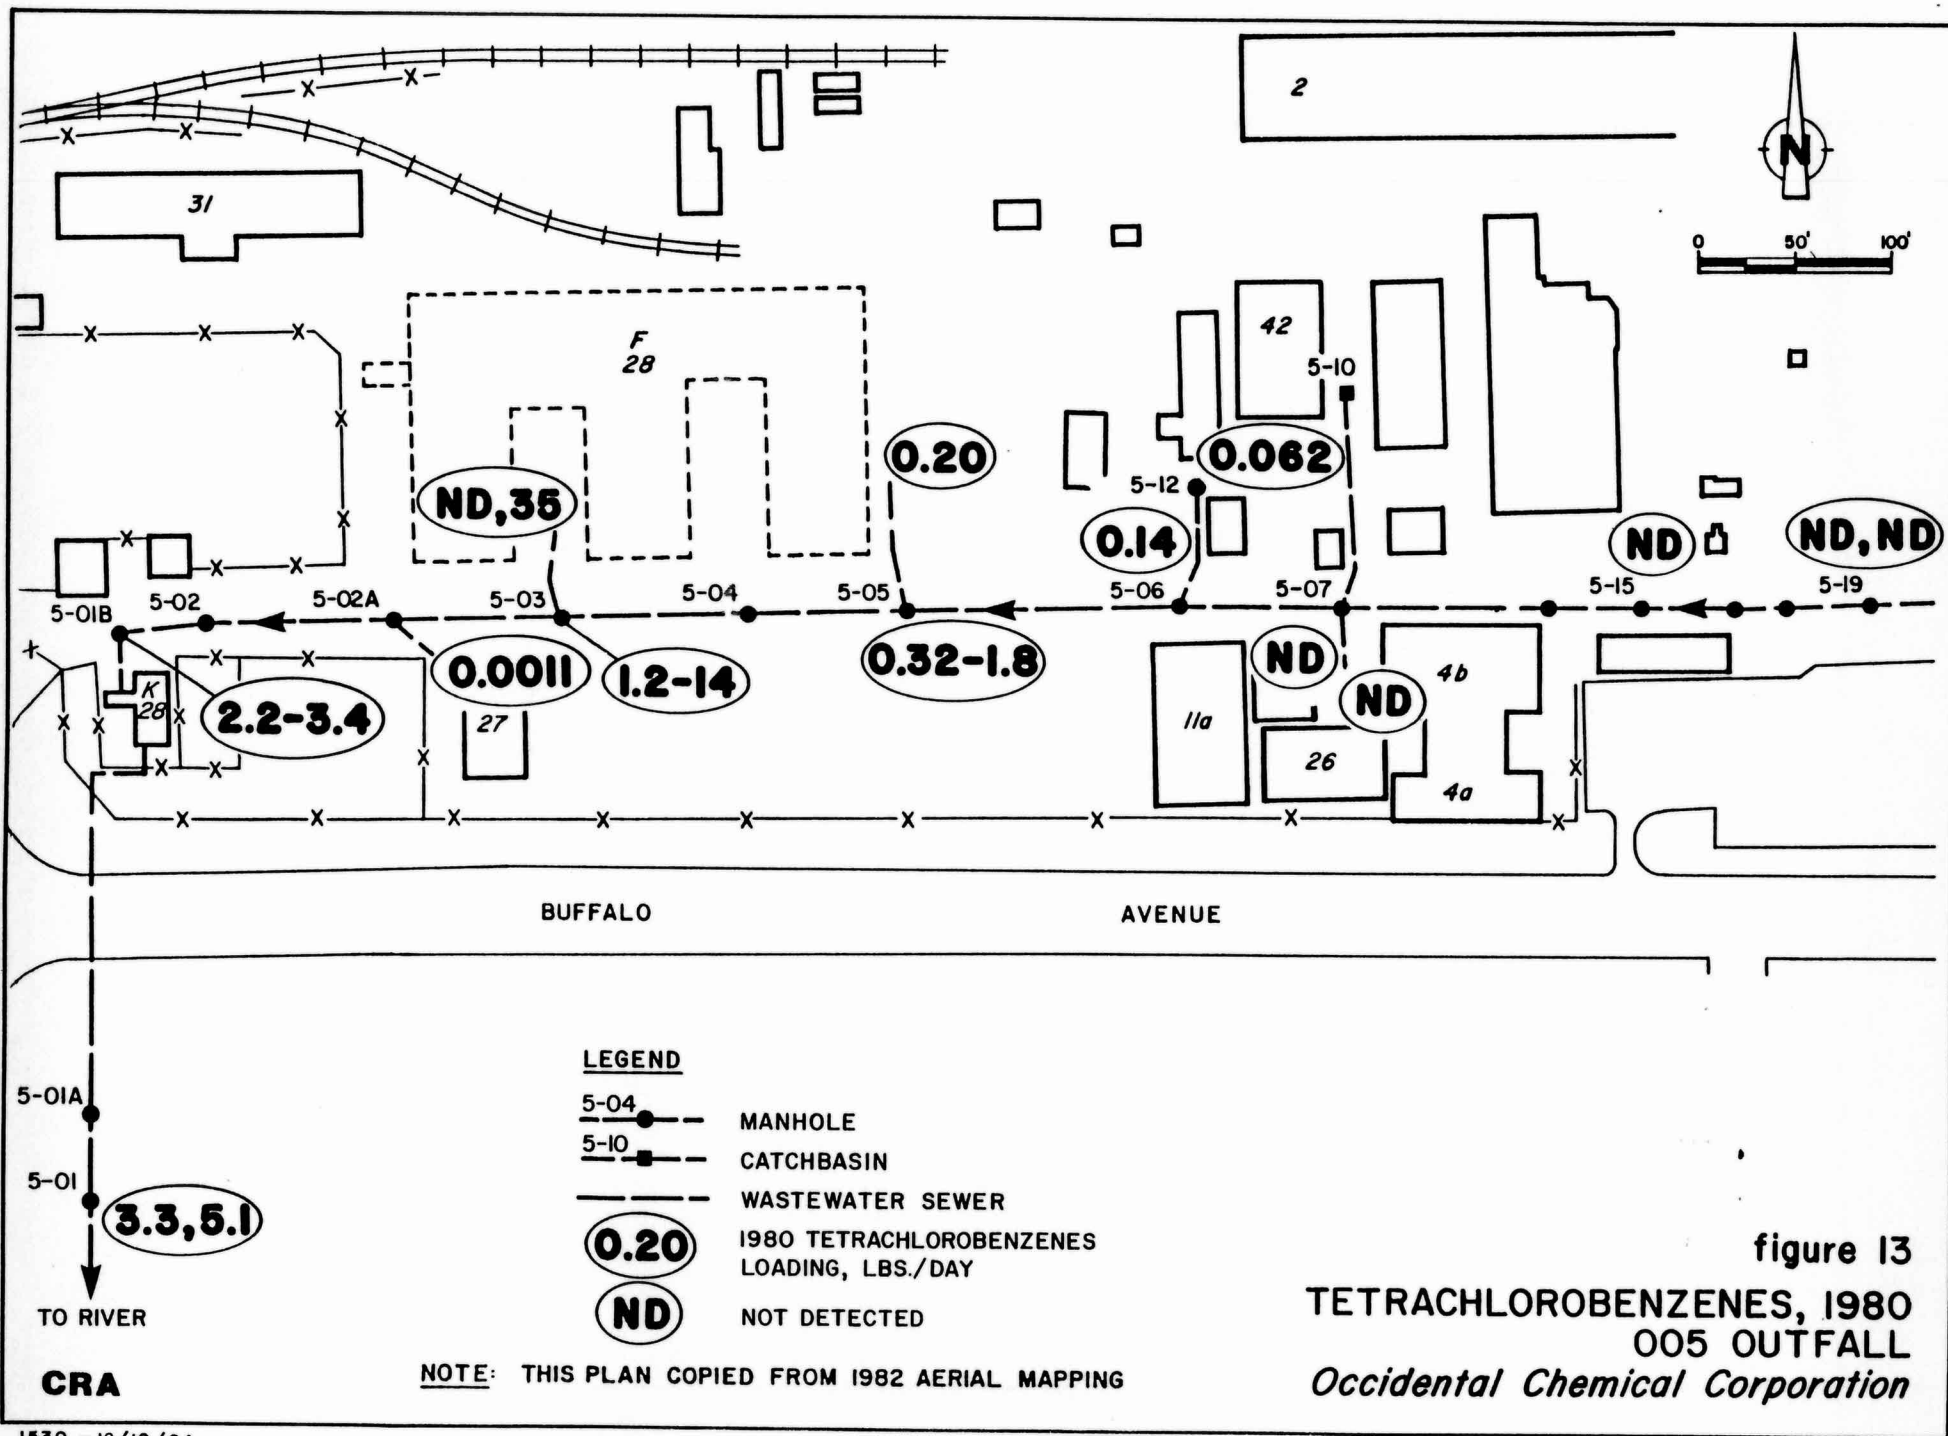 2
N
0 50' 100'
31
F
28
42
5-10
0.20
0.062
ND,35
5-12
0.14
ND
ND,ND
5-01B
5-02
5-02A
5-03
5-04
5-05
5-06
5-07
5-15
5-19
K
28
2.2-3.4
0.0011
27
1.2-14
0.32-1.8
ND
ND
11a
26
4b
4a
BUFFALO AVENUE
5-01A
5-01
3.3,5.1
TO RIVER
CRA
LEGEND
5-04 MANHOLE
5-10 CATCHBASIN
WASTEWATER SEWER
0.20 1980 TETRACHLOROBENZENES
LOADING, LBS./DAY
ND NOT DETECTED
NOTE: THIS PLAN COPIED FROM 1982 AERIAL MAPPING
figure 13
TETRACHLOROBENZENES, 1980
005 OUTFALL
Occidental Chemical Corporation